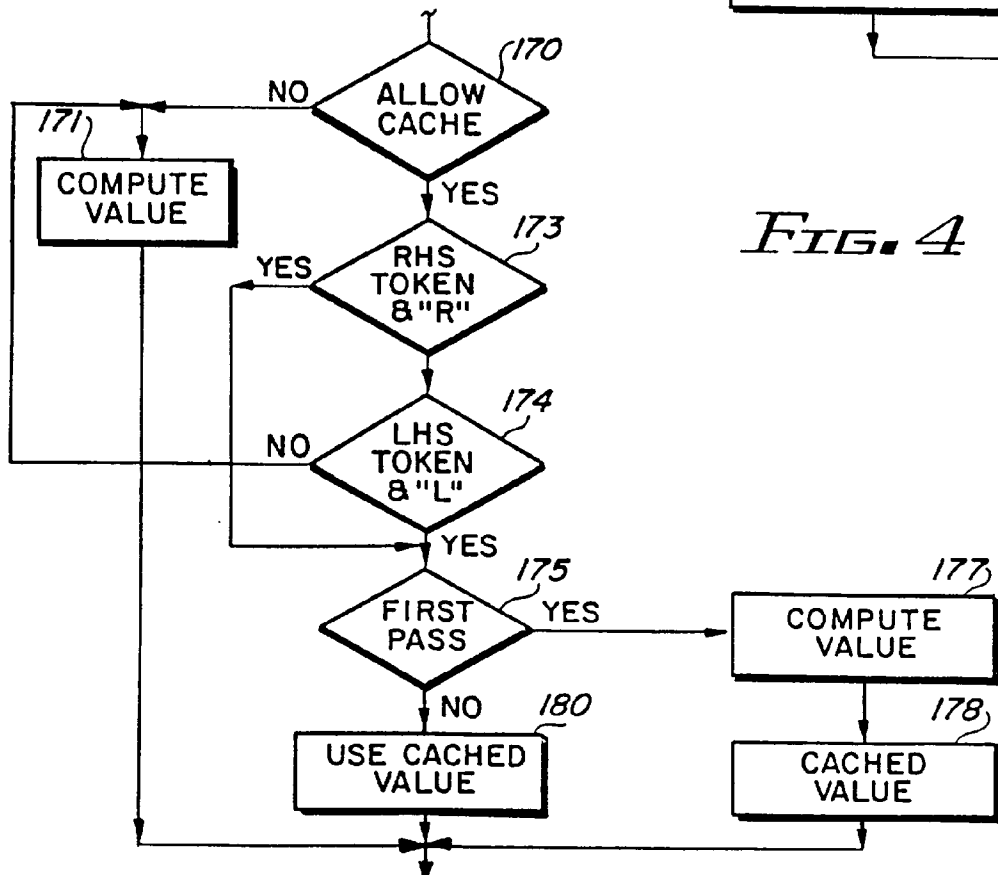 170
NO
ALLOW
CACHE
171
COMPUTE
VALUE
YES
173
FIG. 4
YES
RHS
TOKEN
& "R"
174
NO
LHS
TOKEN
& "L"
YES
175
FIRST
PASS
YES
177
COMPUTE
VALUE
NO
180
USE CACHED
VALUE
178
CACHED
VALUE